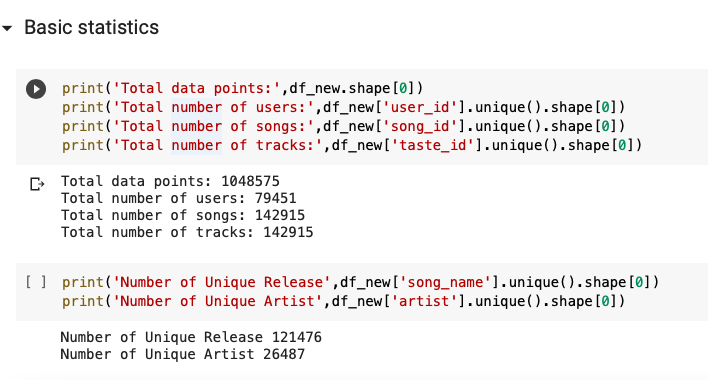 Basic statistics
print('Total data points:',df_new.shape[0])
print('Total number of users:',df_new['user_id'].unique().shape[0])
print('Total number of songs:',df_new['song_id'].unique().shape[0])
print('Total number of tracks:',df_new['taste_id'].unique().shape[0])
Total data points: 1048575
Total number of users: 79451
Total number of songs: 142915
Total number of tracks: 142915
[ ] print('Number of Unique Release',df_new['song_name'].unique().shape[0])
print('Number of Unique Artist',df_new['artist'].unique().shape[0])
Number of Unique Release 121476
Number of Unique Artist 26487